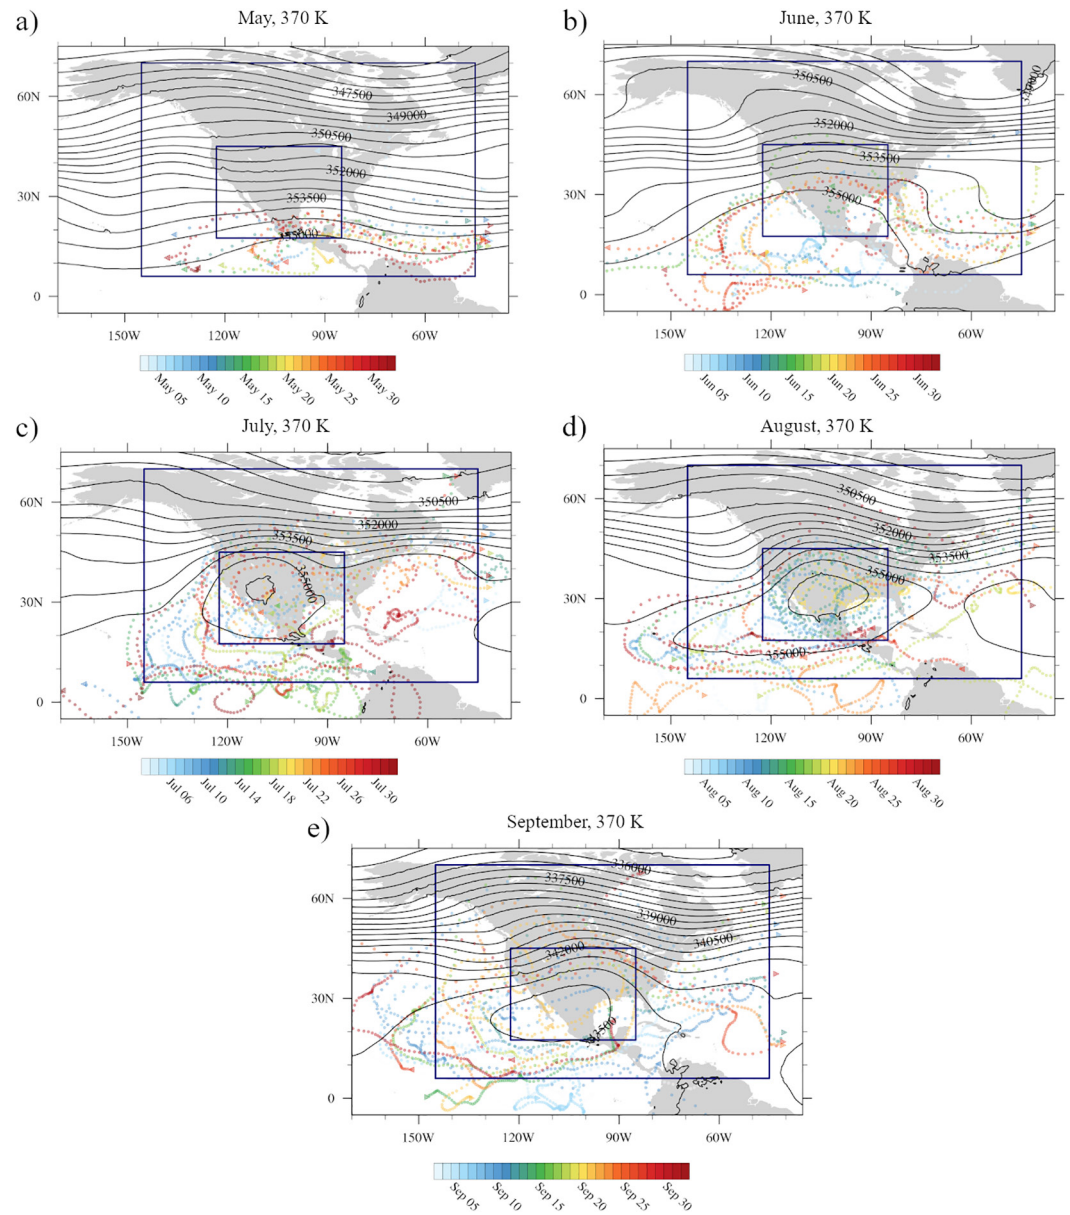 a) May, 370 K
347500
349000
350500
352000
353500
355000
60N
30N
0
150W 120W 90W 60W
May 05 May 10 May 15 May 20 May 25 May 30
b) June, 370 K
350500
352000
353500
355000
60N
30N
0
150W 120W 90W 60W
Jun 05 Jun 10 Jun 15 Jun 20 Jun 25 Jun 30
c) July, 370 K
350500
352000
353500
355000
60N
30N
0
150W 120W 90W 60W
Jul 06 Jul 10 Jul 14 Jul 18 Jul 22 Jul 26 Jul 30
d) August, 370 K
350500
352000
353500
355000
355000
60N
30N
0
150W 120W 90W 60W
Aug 05 Aug 10 Aug 15 Aug 20 Aug 25 Aug 30
e) September, 370 K
336000
337500
339000
340500
342000
343500
60N
30N
0
150W 120W 90W 60W
Sep 05 Sep 10 Sep 15 Sep 20 Sep 25 Sep 30